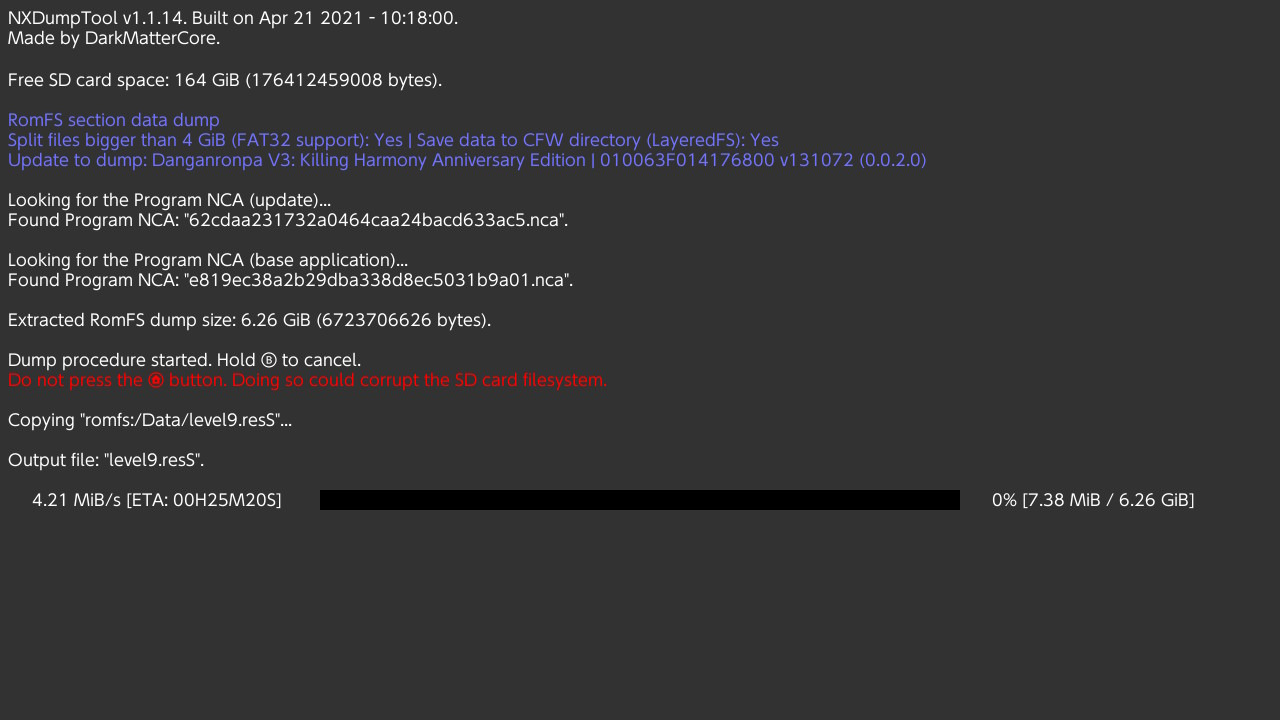 NXDumpTool v1.1.14. Built on Apr 21 2021 - 10:18:00.
Made by DarkMatterCore.
Free SD card space: 164 GiB (176412459008 bytes).
RomFS section data dump
Split files bigger than 4 GiB (FAT32 support): Yes | Save data to CFW directory (LayeredFS): Yes
Update to dump: Danganronpa V3: Killing Harmony Anniversary Edition | 010063F014176800 v131072 (0.0.2.0)
Looking for the Program NCA (update)...
Found Program NCA: "62cdaa231732a0464caa24bacd633ac5.nca".
Looking for the Program NCA (base application)...
Found Program NCA: "e819ec38a2b29dba338d8ec5031b9a01.nca".
Extracted RomFS dump size: 6.26 GiB (6723706626 bytes).
Dump procedure started. Hold Ⓑ to cancel.
Do not press the button. Doing so could corrupt the SD card filesystem.
Copying "romfs:/Data/level9.resS"...
Output file: "level9.resS".
4.21 MiB/s [ETA: 00H25M20S] 0% [7.38 MiB / 6.26 GiB]